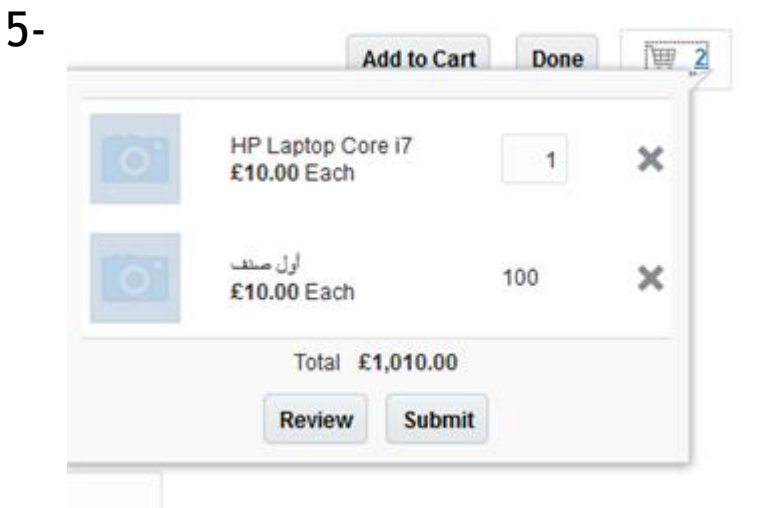 5-
Add to Cart Done 2
HP Laptop Core i7
£10.00 Each 1
أول صنف
£10.00 Each 100
Total £1,010.00
Review Submit